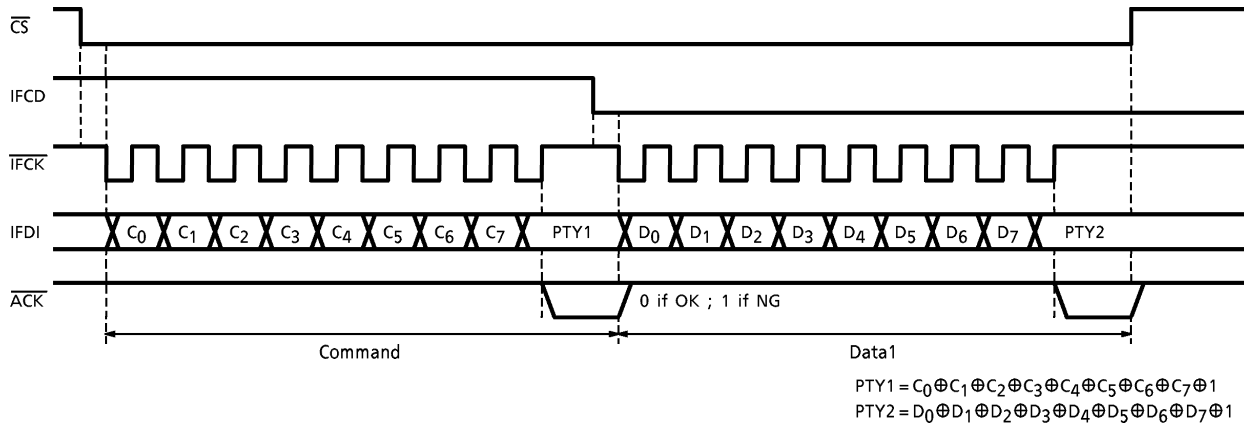 CS
IFCD
IFCK
IFDI C0 C1 C2 C3 C4 C5 C6 C7 PTY1 D0 D1 D2 D3 D4 D5 D6 D7 PTY2
ACK 0 if OK ; 1 if NG
Command Data1
PTY1 = C0⊕C1⊕C2⊕C3⊕C4⊕C5⊕C6⊕C7⊕1
PTY2 = D0⊕D1⊕D2⊕D3⊕D4⊕D5⊕D6⊕D7⊕1